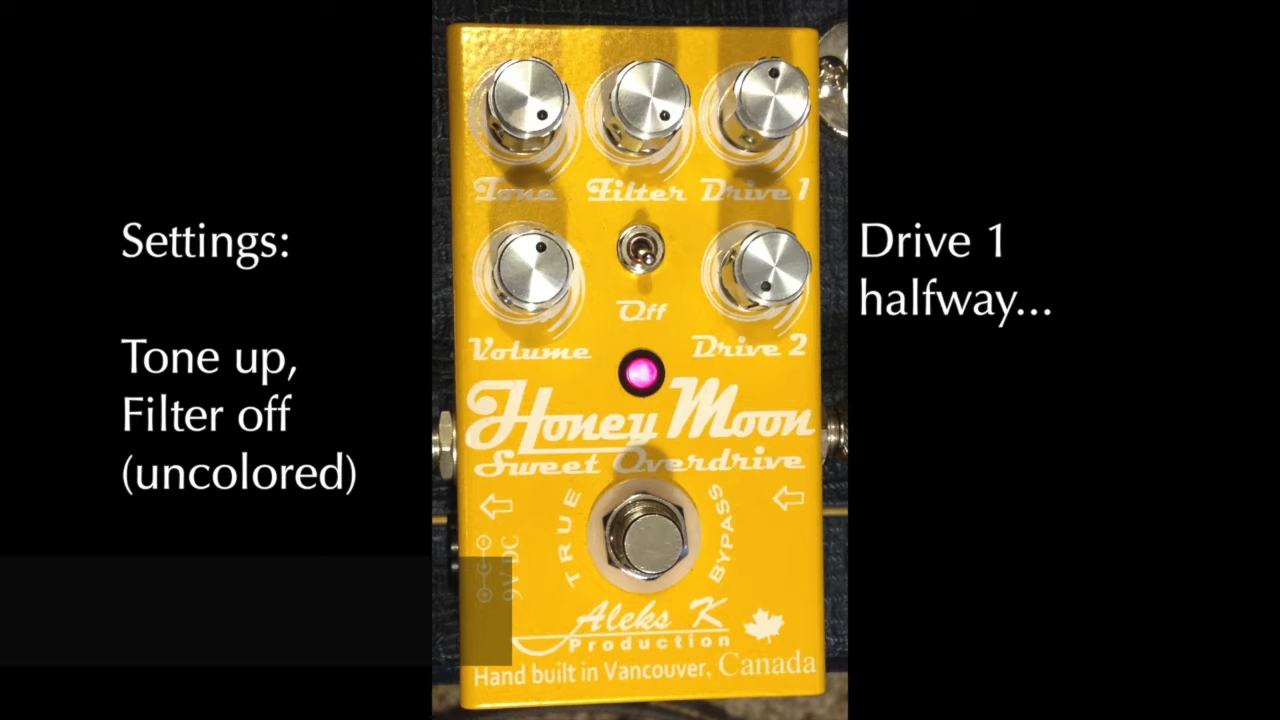 Settings:
Tone up,
Filter off
(uncolored)
Tone Filter Drive 1
Off
Volume Drive 2
Honey Moon
Sweet Overdrive
TRUE BYPASS
9V DC
Aleks K
Production
Hand built in Vancouver, Canada
Drive 1
halfway...